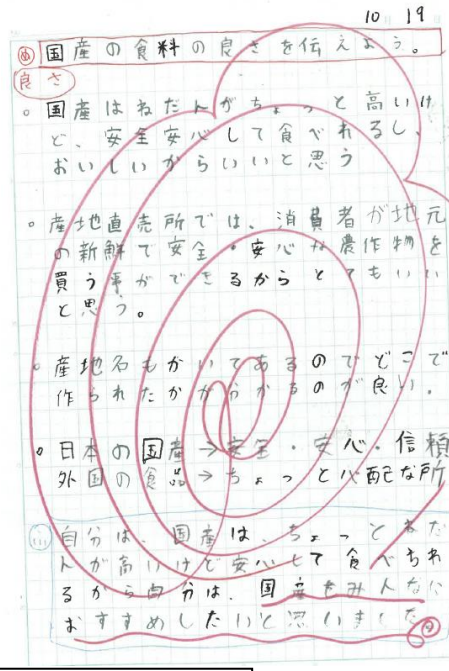 10 19
め 国産の食料の良さを伝えよう。
良さ
。国産はねだんがちょっと高いけ
ど、安全安心して食べれるし、
おいしいからいいと思う
。産地直売所では、消費者が地元
の新鮮で安全・安心な農作物を
買う事ができるからとてもいい
と思う。
。産地名もかいてあるのでどこで
作られたかがわかるのが良い。
。日本の国産→安全・安心・信頼
外国の食品→ちょっと心配な所
自分は、国産は、ちょっとねだ
んが高いけど安心して食べられ
るから自分は、国産をみんなに
おすすめしたいと思いました。